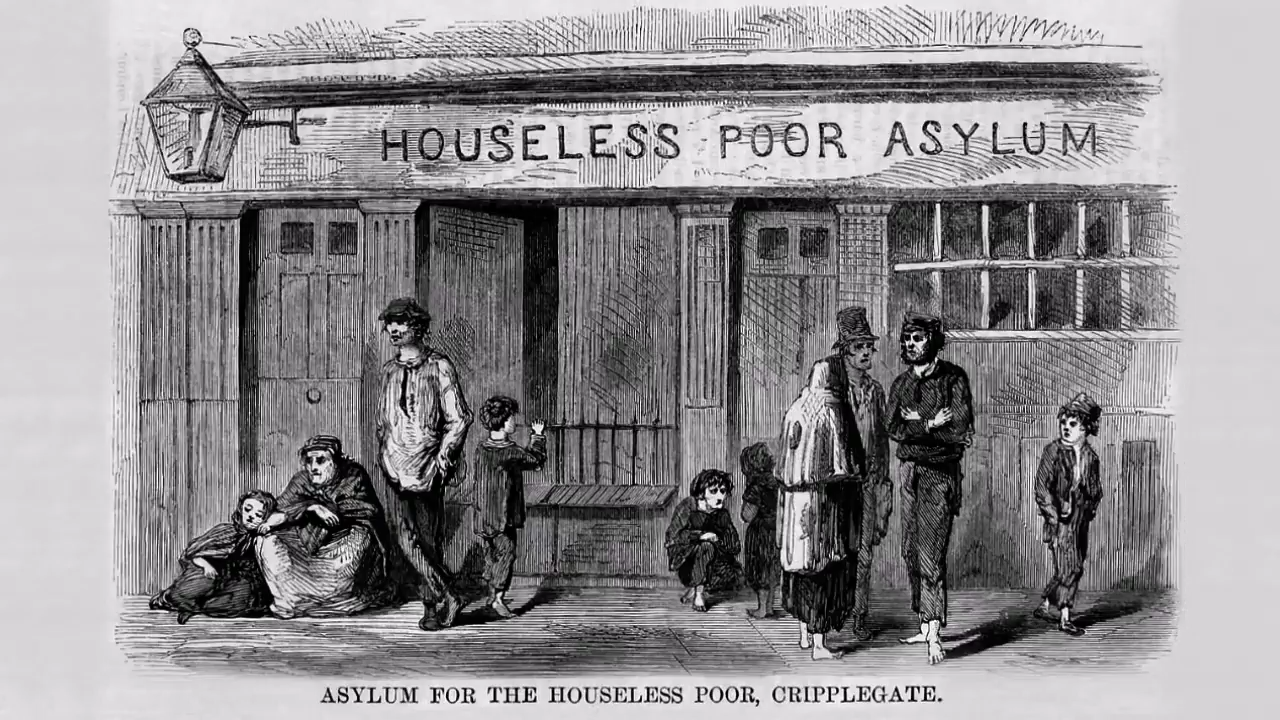 HOUSELESS POOR ASYLUM
ASYLUM FOR THE HOUSELESS POOR, CRIPPLEGATE.